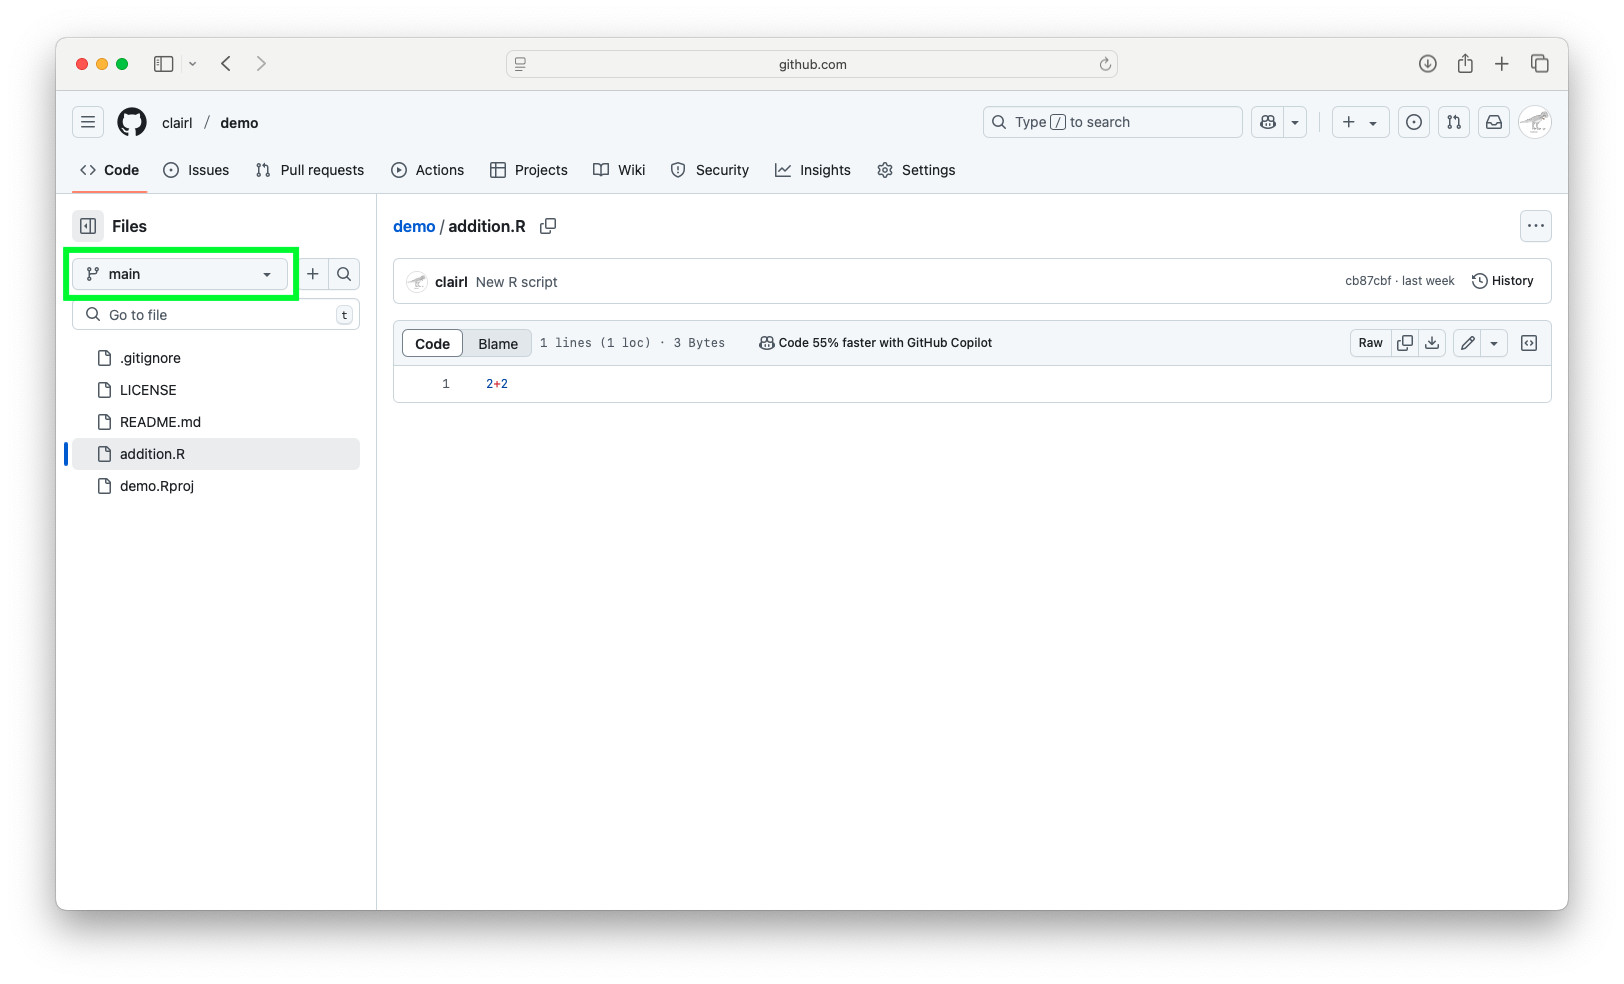 github.com
clairl / demo
Type / to search
Code Issues Pull requests Actions Projects Wiki Security Insights Settings
Files
main
Go to file t
.gitignore
LICENSE
README.md
addition.R
demo.Rproj
demo / addition.R
clairl New R script cb87cbf · last week History
Code Blame 1 lines (1 loc) · 3 Bytes Code 55% faster with GitHub Copilot Raw
1 2+2